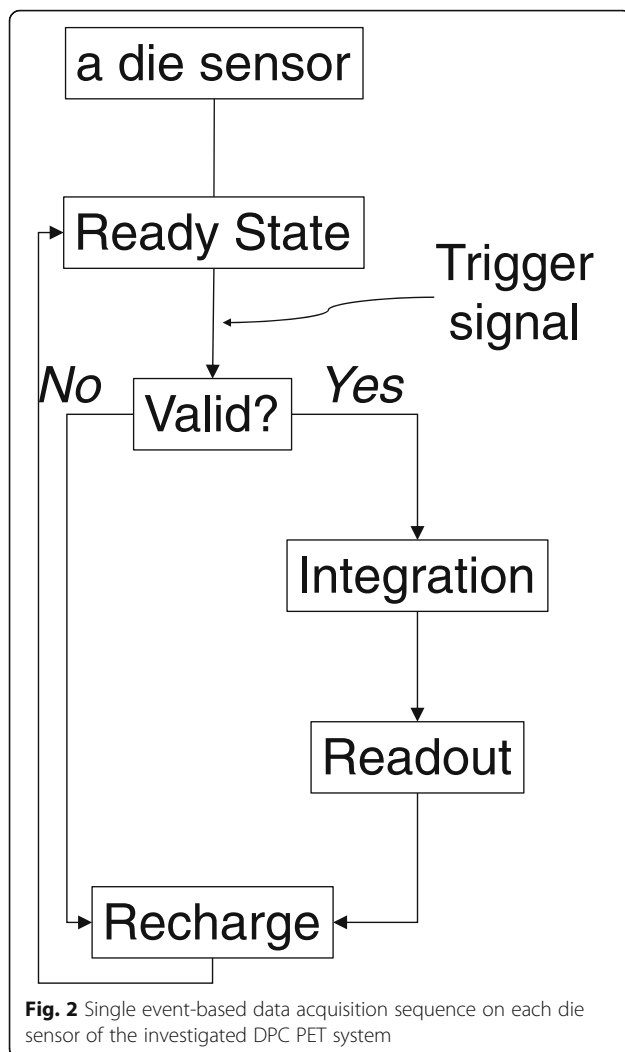 a die sensor
Ready State
Trigger
signal
No
Yes
Valid?
Integration
Readout
Recharge
Fig. 2 Single event-based data acquisition sequence on each die
sensor of the investigated DPC PET system